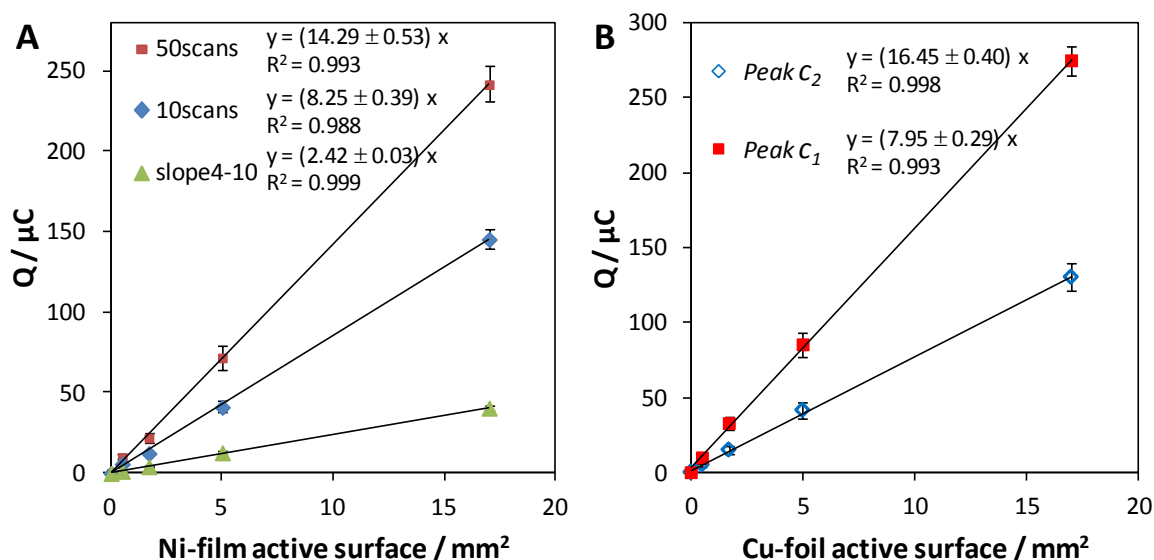 A
50scans
y = (14.29 ± 0.53) x
R² = 0.993
10scans
y = (8.25 ± 0.39) x
R² = 0.988
slope4-10
y = (2.42 ± 0.03) x
R² = 0.999
Q / µC
250
200
150
100
50
0
0 5 10 15 20
Ni-film active surface / mm²
B
Peak c₂
y = (16.45 ± 0.40) x
R² = 0.998
Peak c₁
y = (7.95 ± 0.29) x
R² = 0.993
Q / µC
300
250
200
150
100
50
0
0 5 10 15 20
Cu-foil active surface / mm²